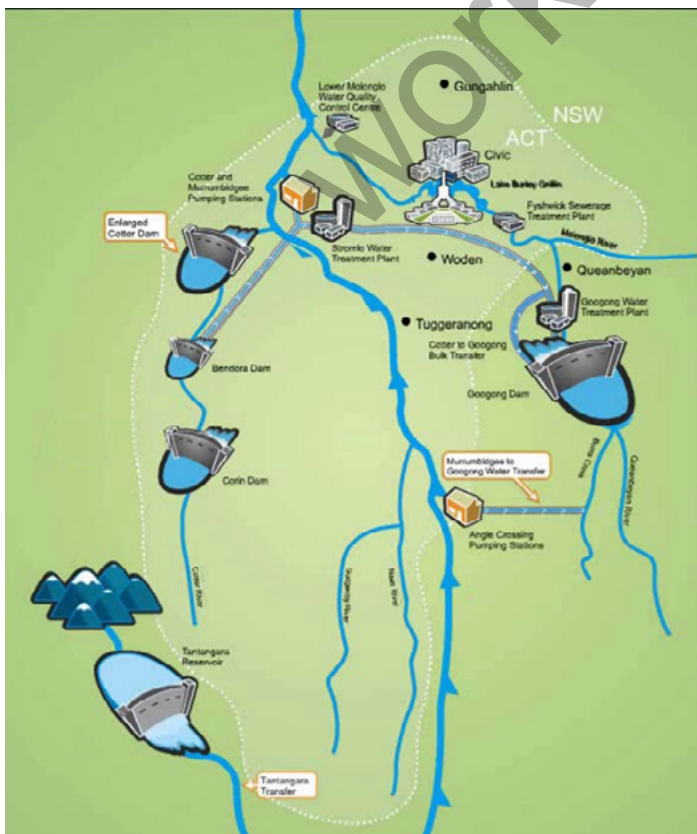 Work
Gungahlin
Lower Molonglo
Water Quality
Control Centre
NSW
ACT
Civic
Lake Burley Griffin
Cotter and
Murrumbidgee
Pumping Stations
Fyshwick Sewerage
Treatment Plant
Enlarged
Cotter Dam
Stromlo Water
Treatment Plant
Molonglo River
Woden
Queanbeyan
Googong Water
Treatment Plant
Tuggeranong
Cotter to Googong
Bulk Transfer
Bendora Dam
Googong Dam
Burra Creek
Queanbeyan River
Murrumbidgee to
Googong Water Transfer
Corin Dam
Angle Crossing
Pumping Stations
Cotter River
Gudgenby River
Naas River
Tantangara
Reservoir
Tantangara
Transfer